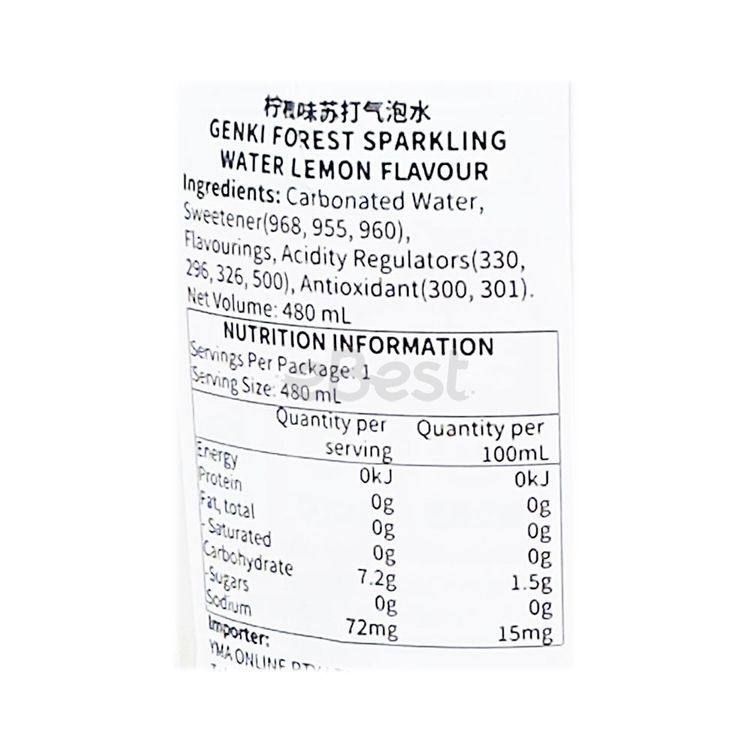 柠檬味苏打气泡水
GENKI FOREST SPARKLING
WATER LEMON FLAVOUR
Ingredients: Carbonated Water,
Sweetener(968, 955, 960),
Flavourings, Acidity Regulators(330,
296, 326, 500), Antioxidant(300, 301).
Net Volume: 480 mL
NUTRITION INFORMATION
Servings Per Package: 1
Serving Size: 480 mL
Best
Quantity per serving Quantity per 100mL
Energy 0kJ 0kJ
Protein 0g 0g
Fat, total 0g 0g
- Saturated 0g 0g
Carbohydrate 7.2g 1.5g
-Sugars 0g 0g
Sodium 72mg 15mg
Importer:
YMA ONLINE PTY